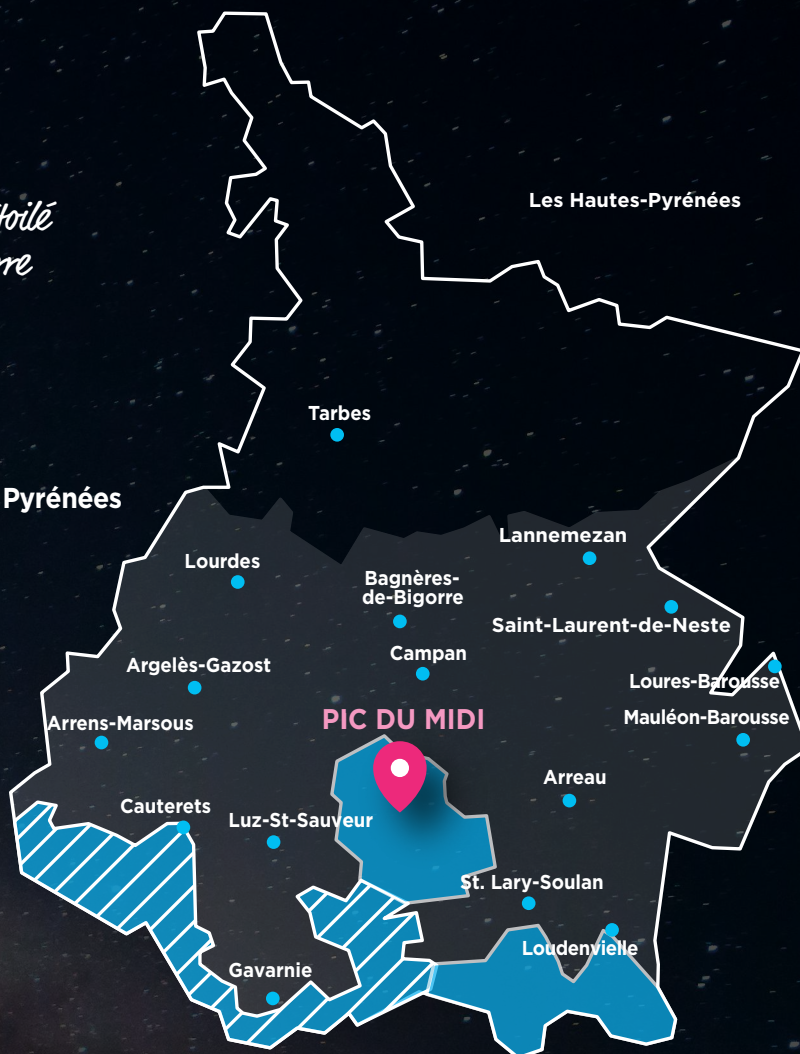 Les Hautes-Pyrénées
Tarbes
Pyrénées
Lannemezan
Lourdes
Bagnères-
de-Bigorre
Saint-Laurent-de-Neste
Campan
Argelès-Gazost
Loures-Barousse
Arrens-Marsous
PIC DU MIDI
Mauléon-Barousse
Arreau
Cauterets
Luz-St-Sauveur
St. Lary-Soulan
Loudenvielle
Gavarnie